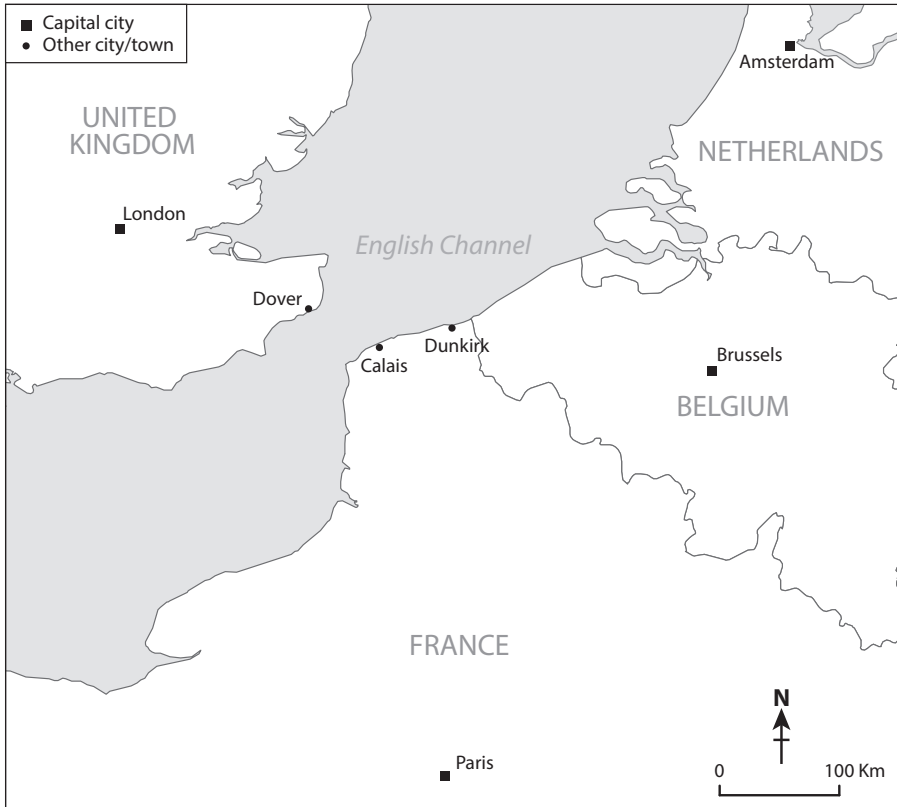 Capital city
Other city/town
Amsterdam
UNITED
KINGDOM
NETHERLANDS
London
English Channel
Dover
Dunkirk
Calais
Brussels
BELGIUM
FRANCE
N
Paris
0 100 Km